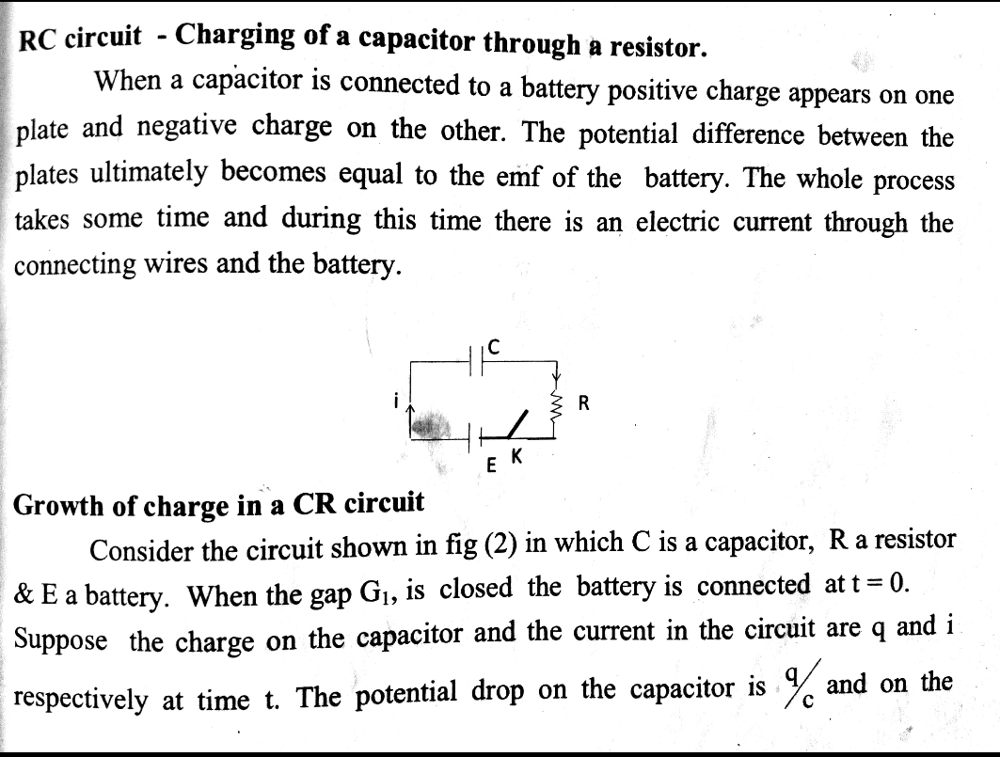 RC circuit - Charging of a capacitor through a resistor.
When a capacitor is connected to a battery positive charge appears on one
plate and negative charge on the other. The potential difference between the
plates ultimately becomes equal to the emf of the battery. The whole process
takes some time and during this time there is an electric current through the
connecting wires and the battery.
C
i
R
E K
Growth of charge in a CR circuit
Consider the circuit shown in fig (2) in which C is a capacitor, R a resistor
& E a battery. When the gap G₁, is closed the battery is connected at t = 0.
Suppose the charge on the capacitor and the current in the circuit are q and i
respectively at time t. The potential drop on the capacitor is q/c and on the